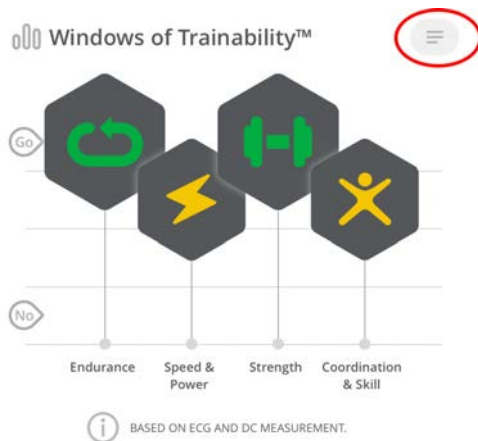 Windows of Trainability™
Go
No
Endurance
Speed &
Power
Strength
Coordination
& Skill
i
BASED ON ECG AND DC MEASUREMENT.